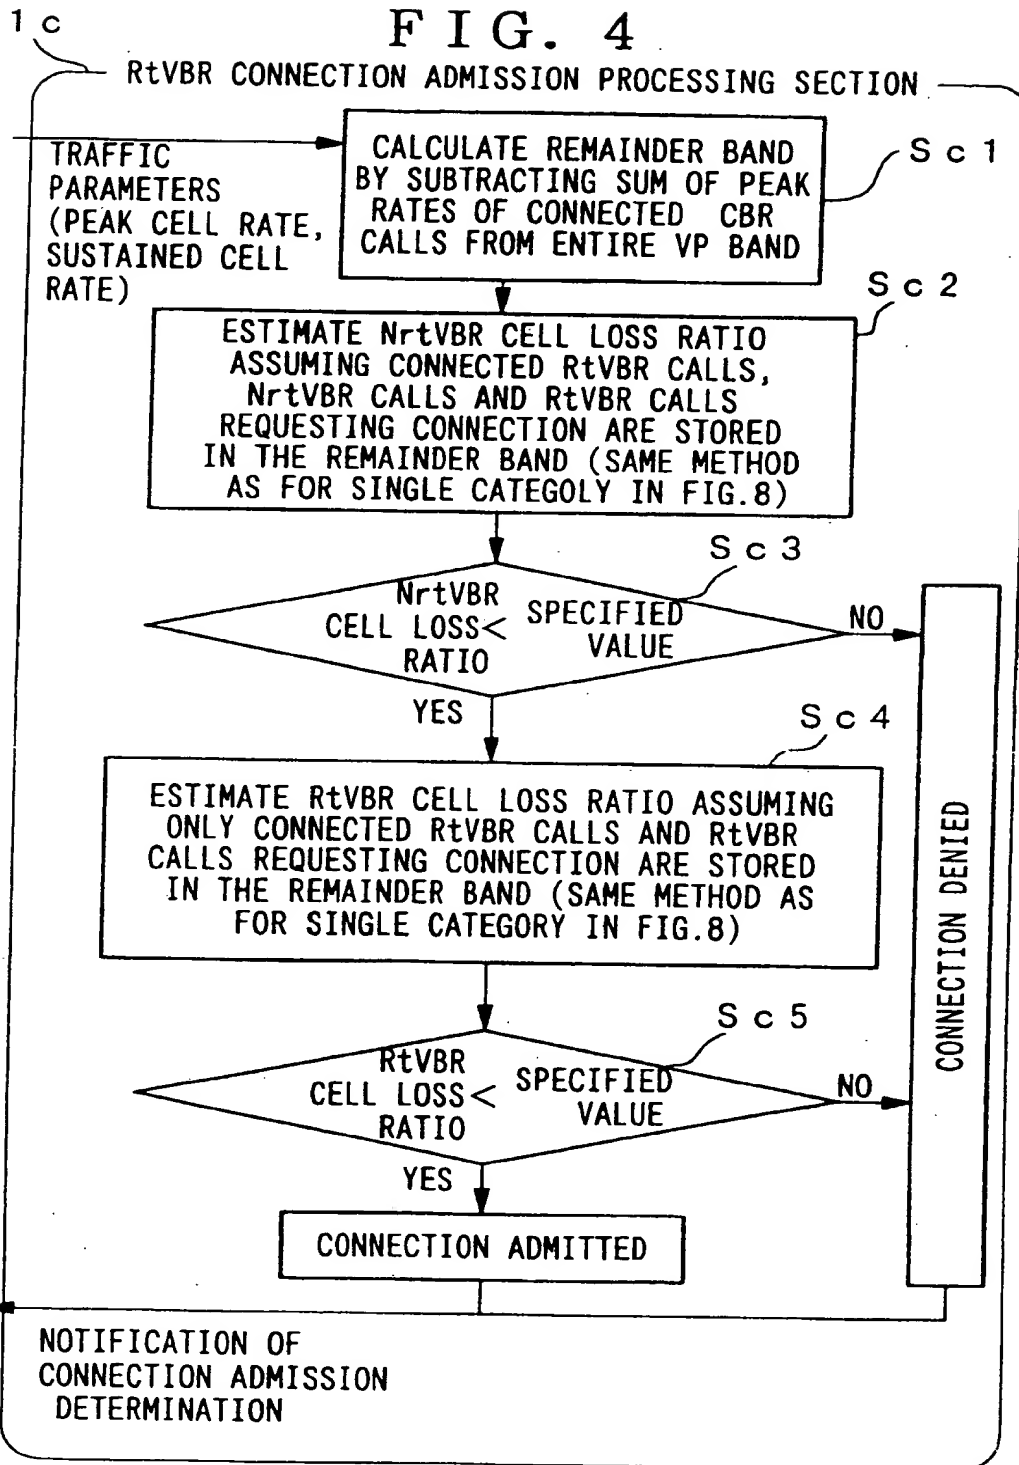 1 c
FIG. 4
RtVBR CONNECTION ADMISSION PROCESSING SECTION
TRAFFIC
PARAMETERS
(PEAK CELL RATE,
SUSTAINED CELL
RATE)
CALCULATE REMAINDER BAND
BY SUBTRACTING SUM OF PEAK
RATES OF CONNECTED CBR
CALLS FROM ENTIRE VP BAND
Sc1
Sc2
ESTIMATE NrtVBR CELL LOSS RATIO
ASSUMING CONNECTED RtVBR CALLS,
NrtVBR CALLS AND RtVBR CALLS
REQUESTING CONNECTION ARE STORED
IN THE REMAINDER BAND (SAME METHOD
AS FOR SINGLE CATEGOLY IN FIG.8)
Sc3
NrtVBR
CELL LOSS < SPECIFIED
RATIO VALUE
NO
YES
Sc4
ESTIMATE RtVBR CELL LOSS RATIO ASSUMING
ONLY CONNECTED RtVBR CALLS AND RtVBR
CALLS REQUESTING CONNECTION ARE STORED
IN THE REMAINDER BAND (SAME METHOD AS
FOR SINGLE CATEGORY IN FIG.8)
CONNECTION DENIED
Sc5
RtVBR
CELL LOSS < SPECIFIED
RATIO VALUE
NO
YES
CONNECTION ADMITTED
NOTIFICATION OF
CONNECTION ADMISSION
DETERMINATION